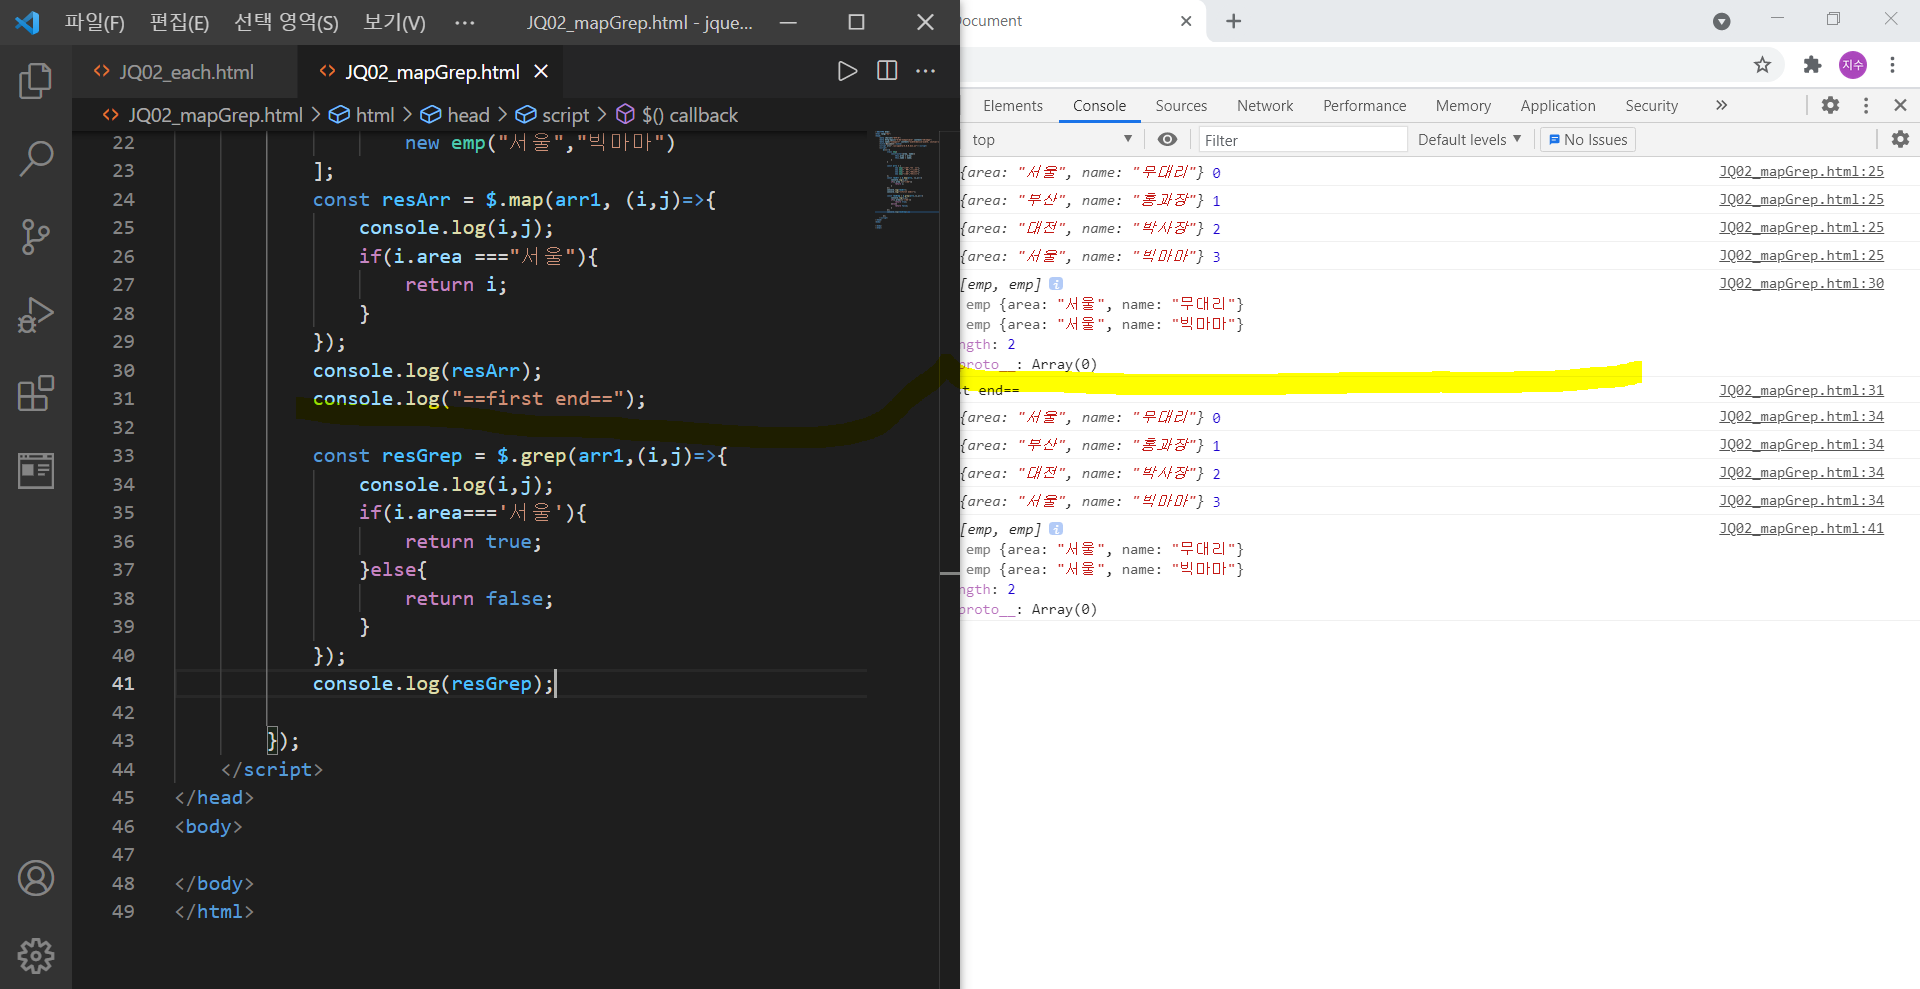 파일(F) 편집(E) 선택 영역(S) 보기(V) ··· JQ02_mapGrep.html - jque...
JQ02_each.html JQ02_mapGrep.html
JQ02_mapGrep.html > html > head > script > $() callback
22 new emp("서울","빅마마")
23 ];
24 const resArr = $.map(arr1, (i,j)=>{
25 console.log(i,j);
26 if(i.area ==="서울"){
27 return i;
28 }
29 });
30 console.log(resArr);
31 console.log("==first end==");
32
33 const resGrep = $.grep(arr1,(i,j)=>{
34 console.log(i,j);
35 if(i.area==='서울'){
36 return true;
37 }else{
38 return false;
39 }
40 });
41 console.log(resGrep);
42
43 });
44 </script>
45 </head>
46 <body>
47
48 </body>
49 </html>
Document
지수
Elements Console Sources Network Performance Memory Application Security »
top Filter Default levels No Issues
{area: "서울", name: "무대리"} 0 JQ02_mapGrep.html:25
{area: "부산", name: "홍과장"} 1 JQ02_mapGrep.html:25
{area: "대전", name: "박사장"} 2 JQ02_mapGrep.html:25
{area: "서울", name: "빅마마"} 3 JQ02_mapGrep.html:25
[emp, emp] JQ02_mapGrep.html:30
emp {area: "서울", name: "무대리"}
emp {area: "서울", name: "빅마마"}
ngth: 2
proto__: Array(0)
st end== JQ02_mapGrep.html:31
{area: "서울", name: "무대리"} 0 JQ02_mapGrep.html:34
{area: "부산", name: "홍과장"} 1 JQ02_mapGrep.html:34
{area: "대전", name: "박사장"} 2 JQ02_mapGrep.html:34
{area: "서울", name: "빅마마"} 3 JQ02_mapGrep.html:34
[emp, emp] JQ02_mapGrep.html:41
emp {area: "서울", name: "무대리"}
emp {area: "서울", name: "빅마마"}
ngth: 2
proto__: Array(0)